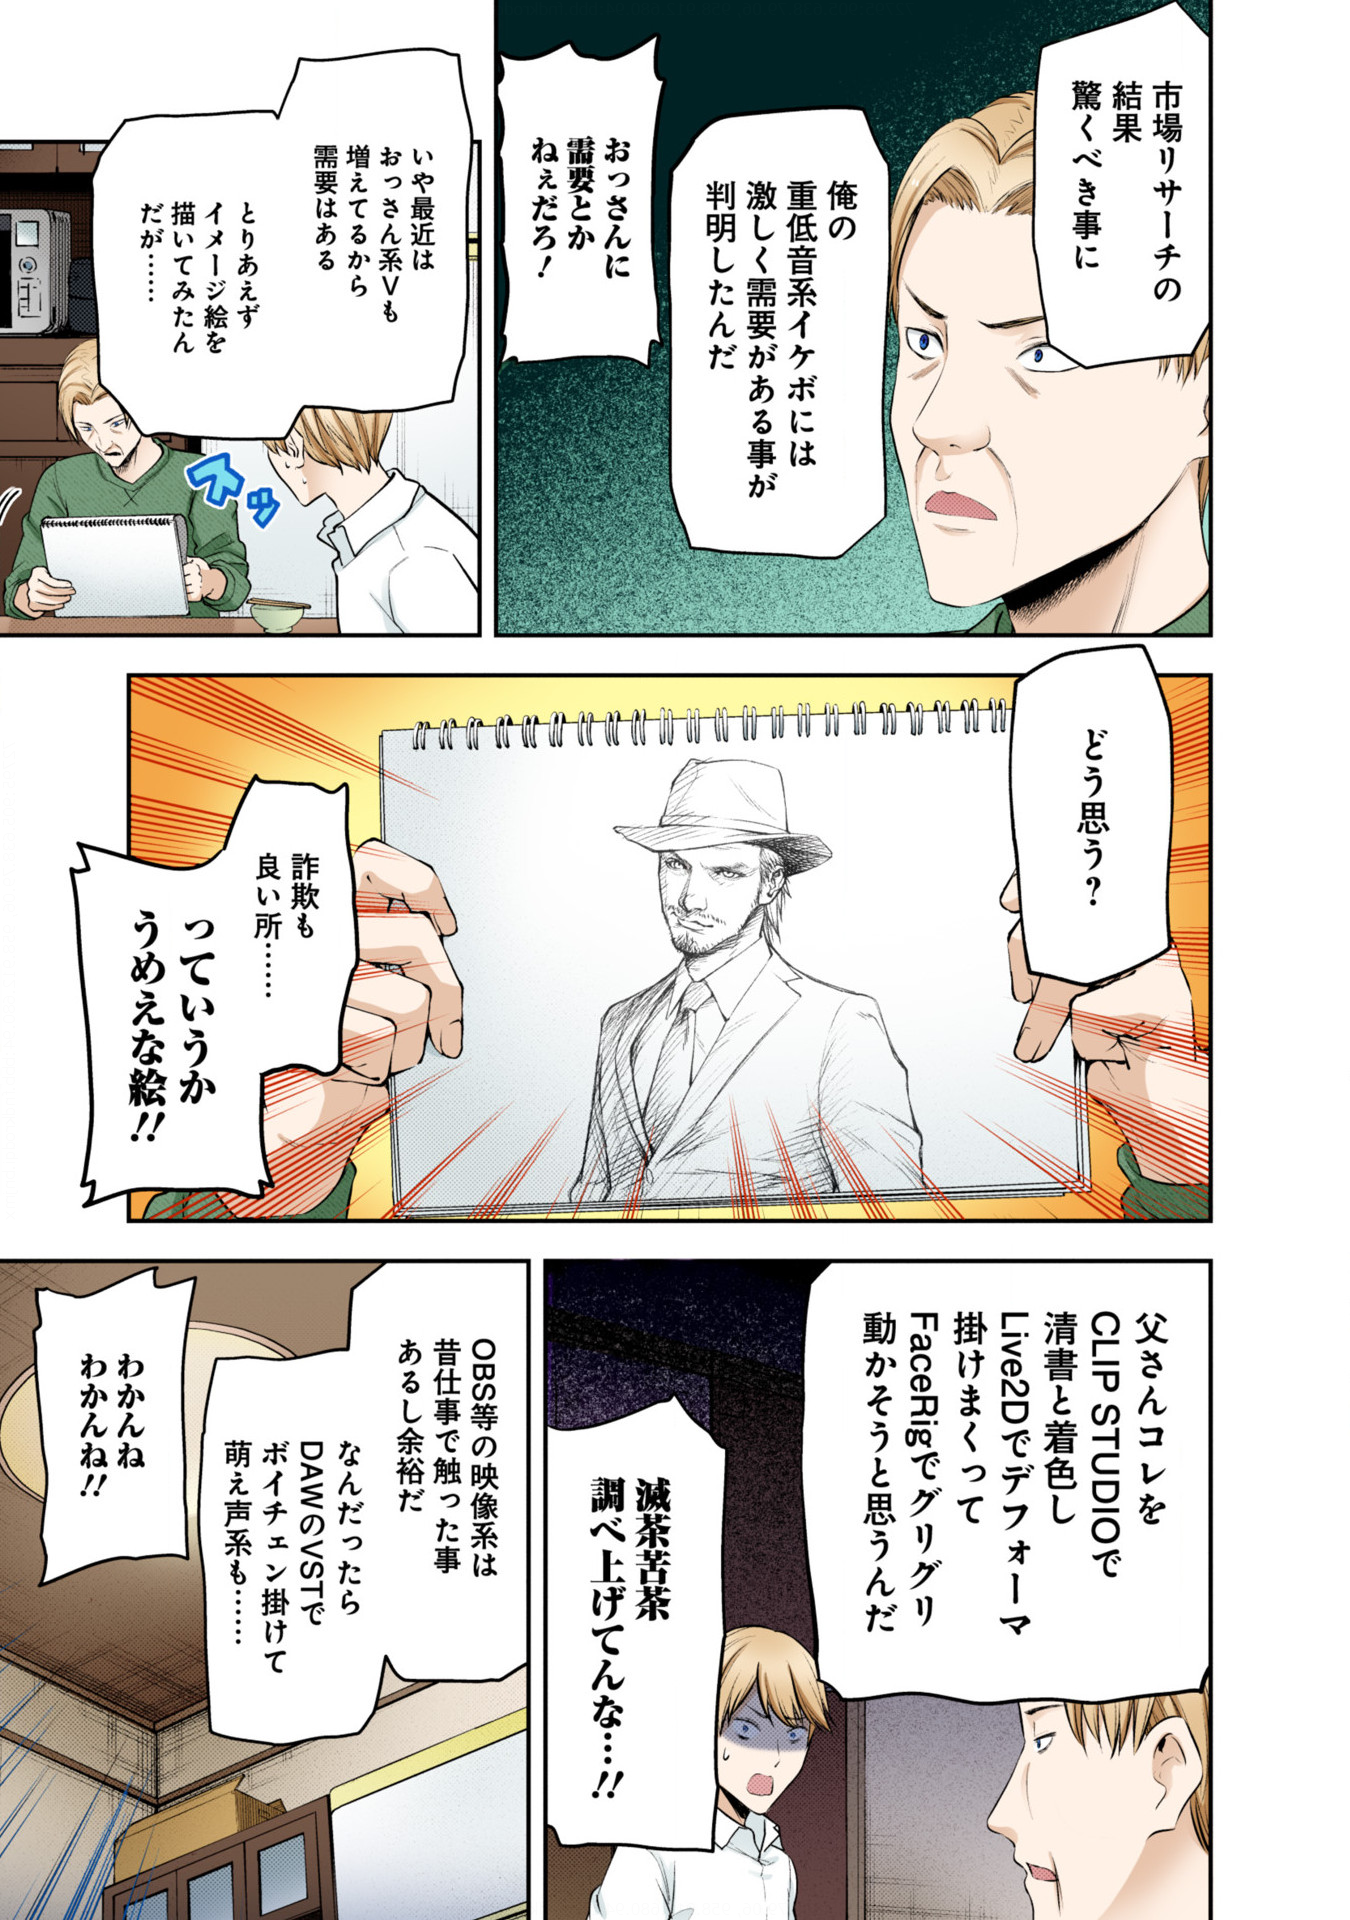 市場リサーチの
結果
驚くべき事に
俺の
重低音系イケボには
激しく需要がある事が
判明したんだ
おっさんに
需要とか
ねぇだろ!
いや最近は
おっさん系Vも
増えてるから
需要はある
とりあえず
イメージ絵を
描いてみたん
だが……
スッ
どう思う?
詐欺も
良い所……
っていうか
うめえな絵!!
父さんコレを
CLIP STUDIOで
清書と着色し
Live2Dでデフォーマ
掛けまくって
FaceRigでグリグリ
動かそうと思うんだ
滅茶苦茶
調べ上げてんな…!!
OBS等の映像系は
昔仕事で触った事
あるし余裕だ
なんだったら
DAWのVSTで
ボイチェン掛けて
萌え声系も……
わかんね
わかんね!!